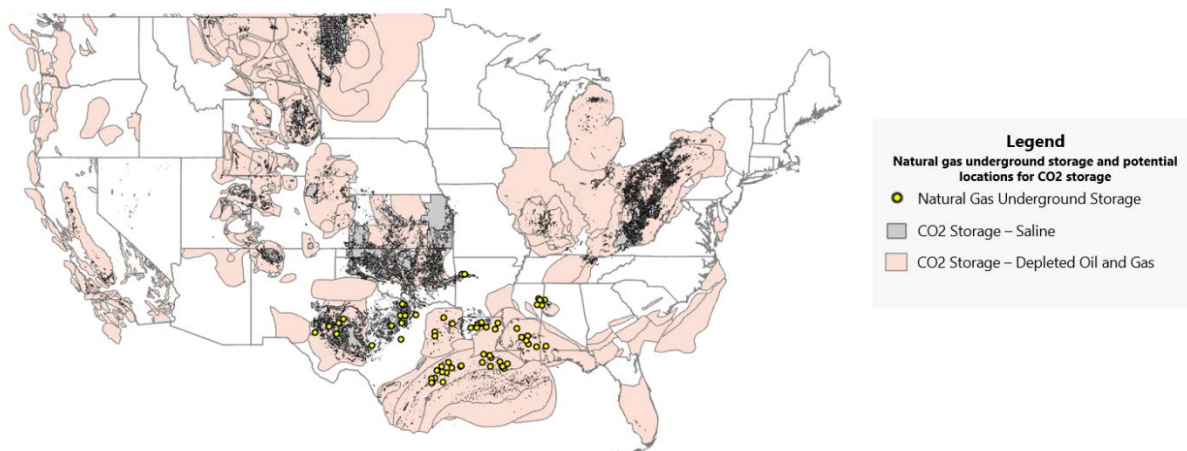 Legend
Natural gas underground storage and potential
locations for CO2 storage
Natural Gas Underground Storage
CO2 Storage – Saline
CO2 Storage – Depleted Oil and Gas